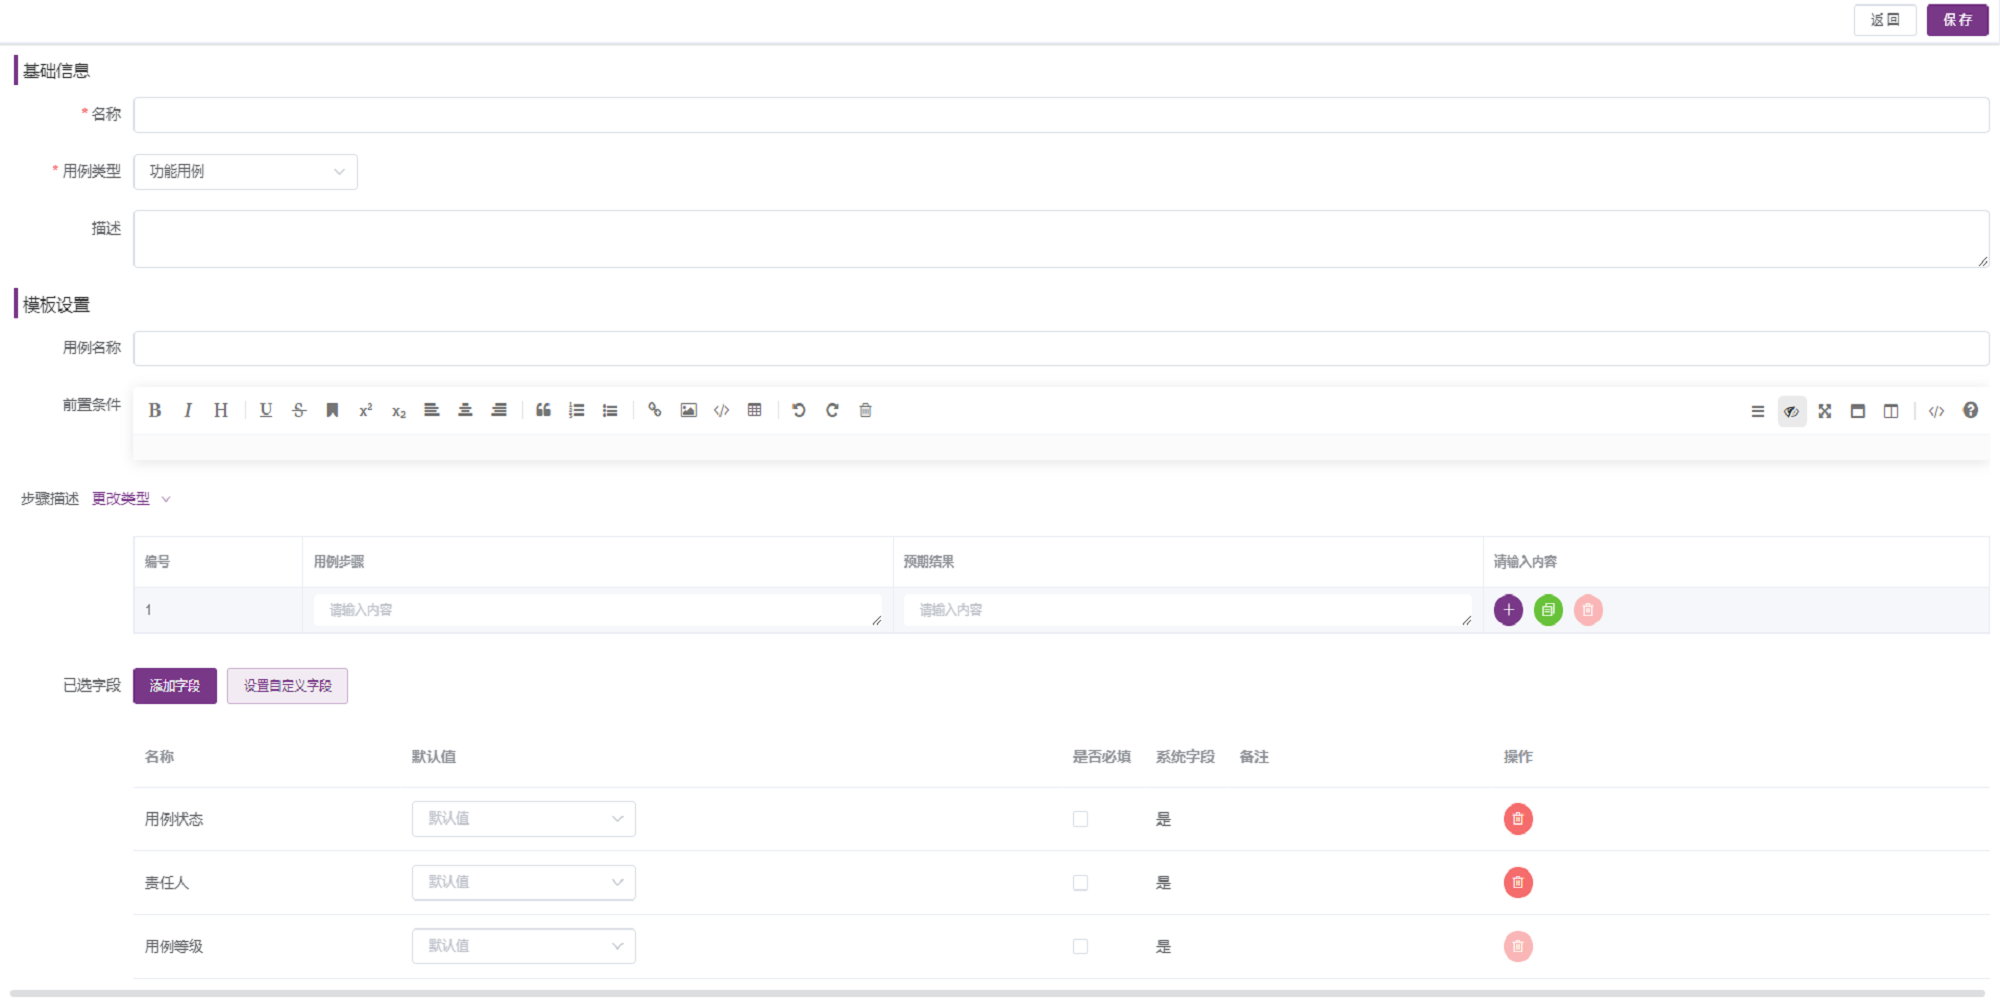 返回 保存
基础信息
* 名称
* 用例类型 功能用例
描述
模板设置
用例名称
前置条件 B I H U S x² x₂
步骤描述 更改类型
编号 用例步骤 预期结果 请输入内容
1 请输入内容 请输入内容
已选字段 添加字段 设置自定义字段
名称 默认值 是否必填 系统字段 备注 操作
用例状态 默认值 是
责任人 默认值 是
用例等级 默认值 是